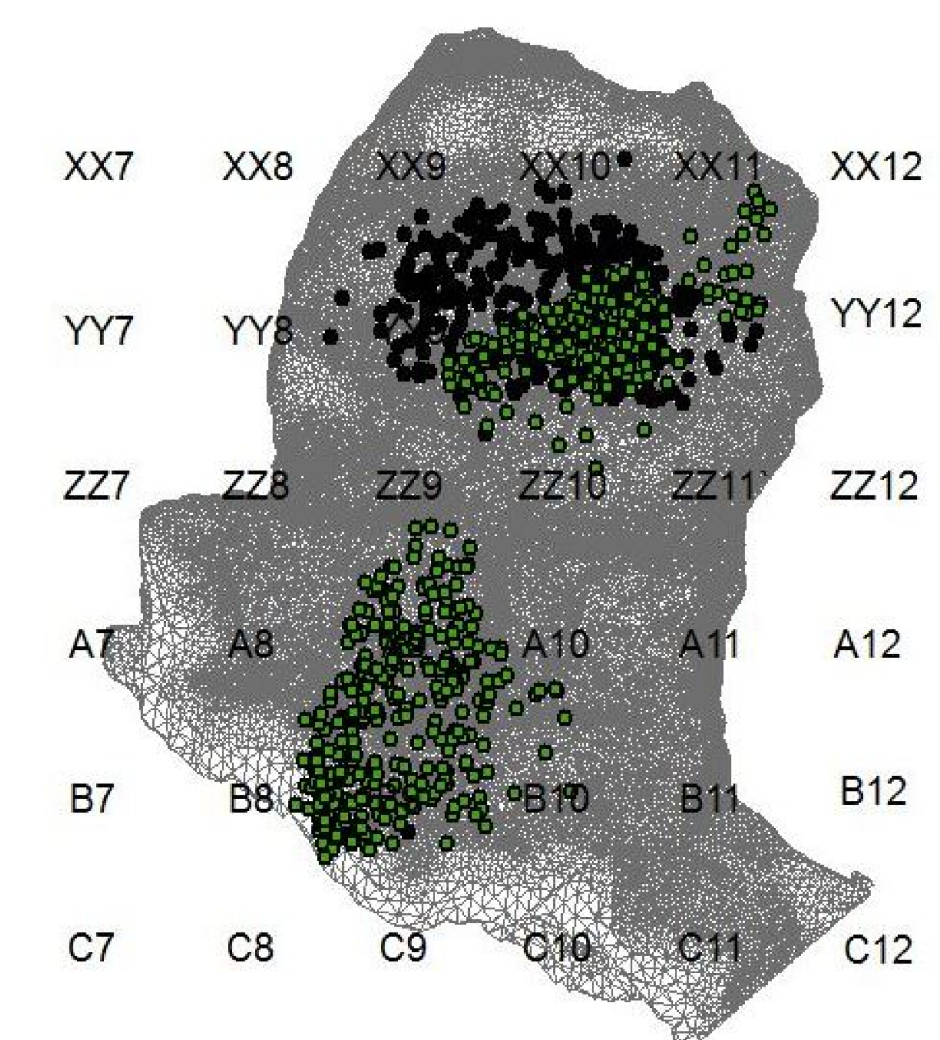 XX7 XX8 XX9 XX10 XX11 XX12
YY7 YY8 YY12
ZZ7 ZZ8 ZZ9 ZZ10 ZZ11 ZZ12
A7 A8 A10 A11 A12
B7 B8 B10 B11 B12
C7 C8 C9 C10 C11 C12